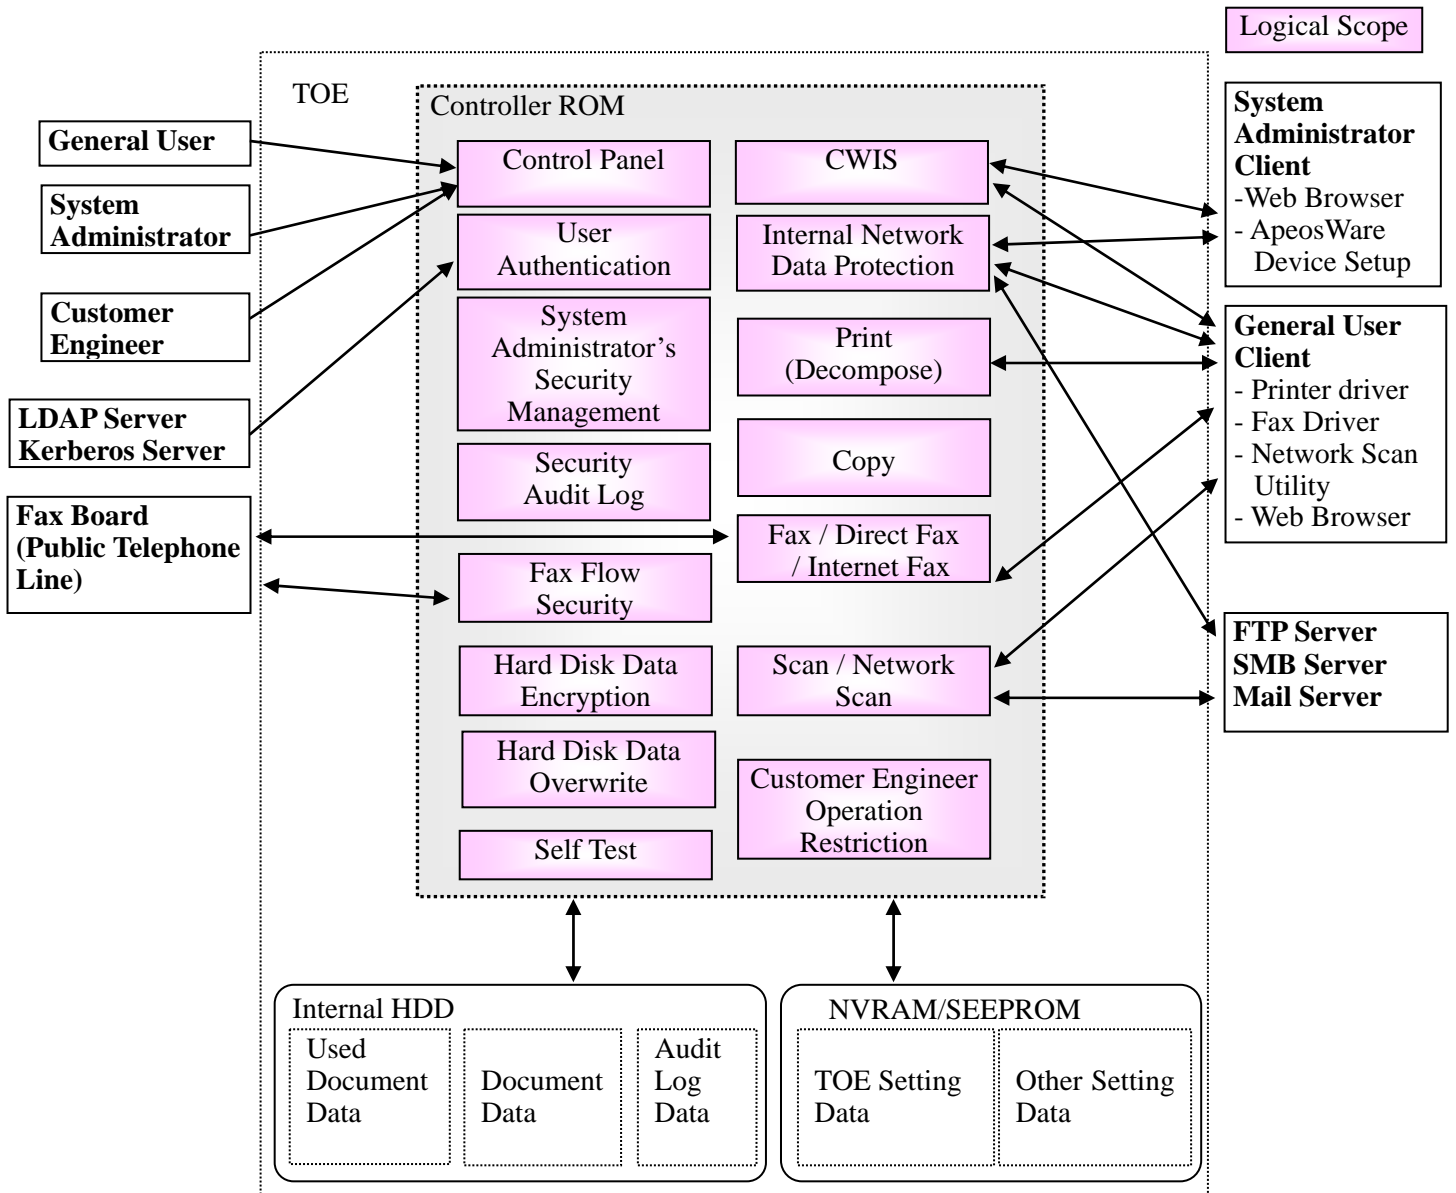 Logical Scope
TOE
Controller ROM
General User
System
Administrator
Customer
Engineer
LDAP Server
Kerberos Server
Fax Board
(Public Telephone
Line)
Control Panel
User
Authentication
System
Administrator’s
Security
Management
Security
Audit Log
Fax Flow
Security
Hard Disk Data
Encryption
Hard Disk Data
Overwrite
Self Test
CWIS
Internal Network
Data Protection
Print
(Decompose)
Copy
Fax / Direct Fax
/ Internet Fax
Scan / Network
Scan
Customer Engineer
Operation
Restriction
System
Administrator
Client
-Web Browser
- ApeosWare
Device Setup
General User
Client
- Printer driver
- Fax Driver
- Network Scan
Utility
- Web Browser
FTP Server
SMB Server
Mail Server
Internal HDD
Used
Document
Data
Document
Data
Audit
Log
Data
NVRAM/SEEPROM
TOE Setting
Data
Other Setting
Data